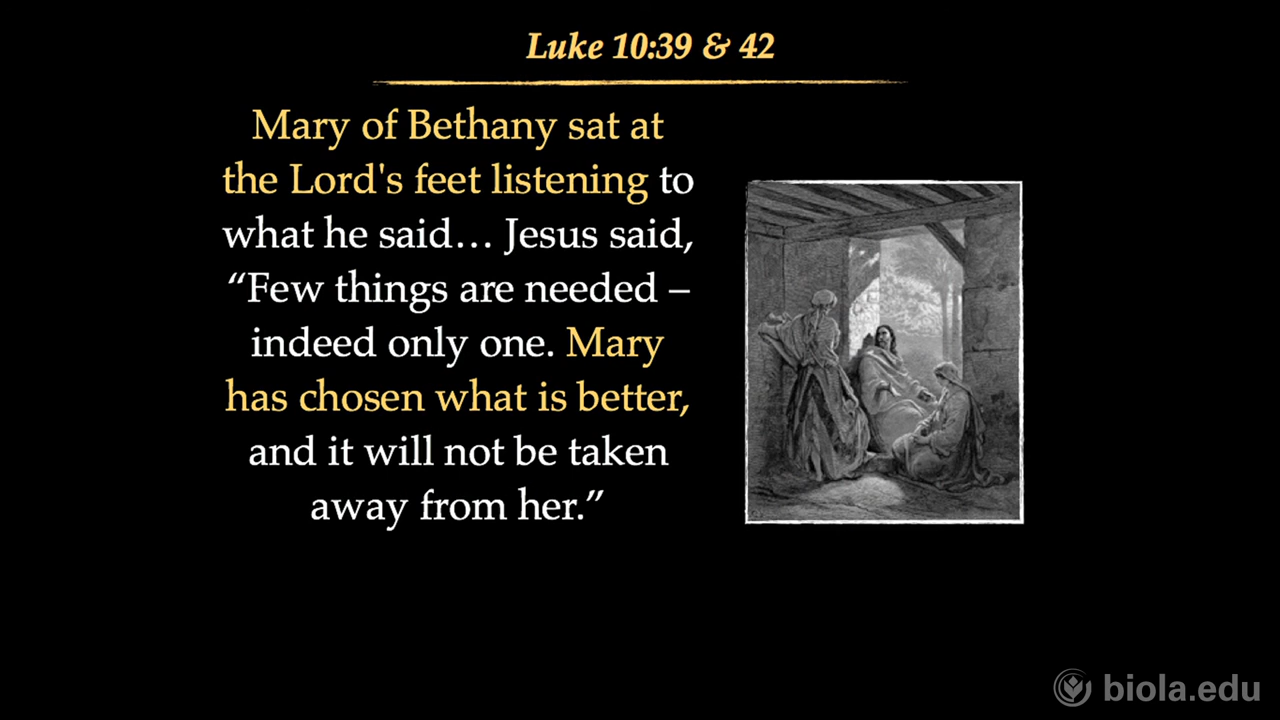 Luke 10:39 & 42
Mary of Bethany sat at
the Lord's feet listening to
what he said… Jesus said,
“Few things are needed –
indeed only one. Mary
has chosen what is better,
and it will not be taken
away from her.”
biola.edu